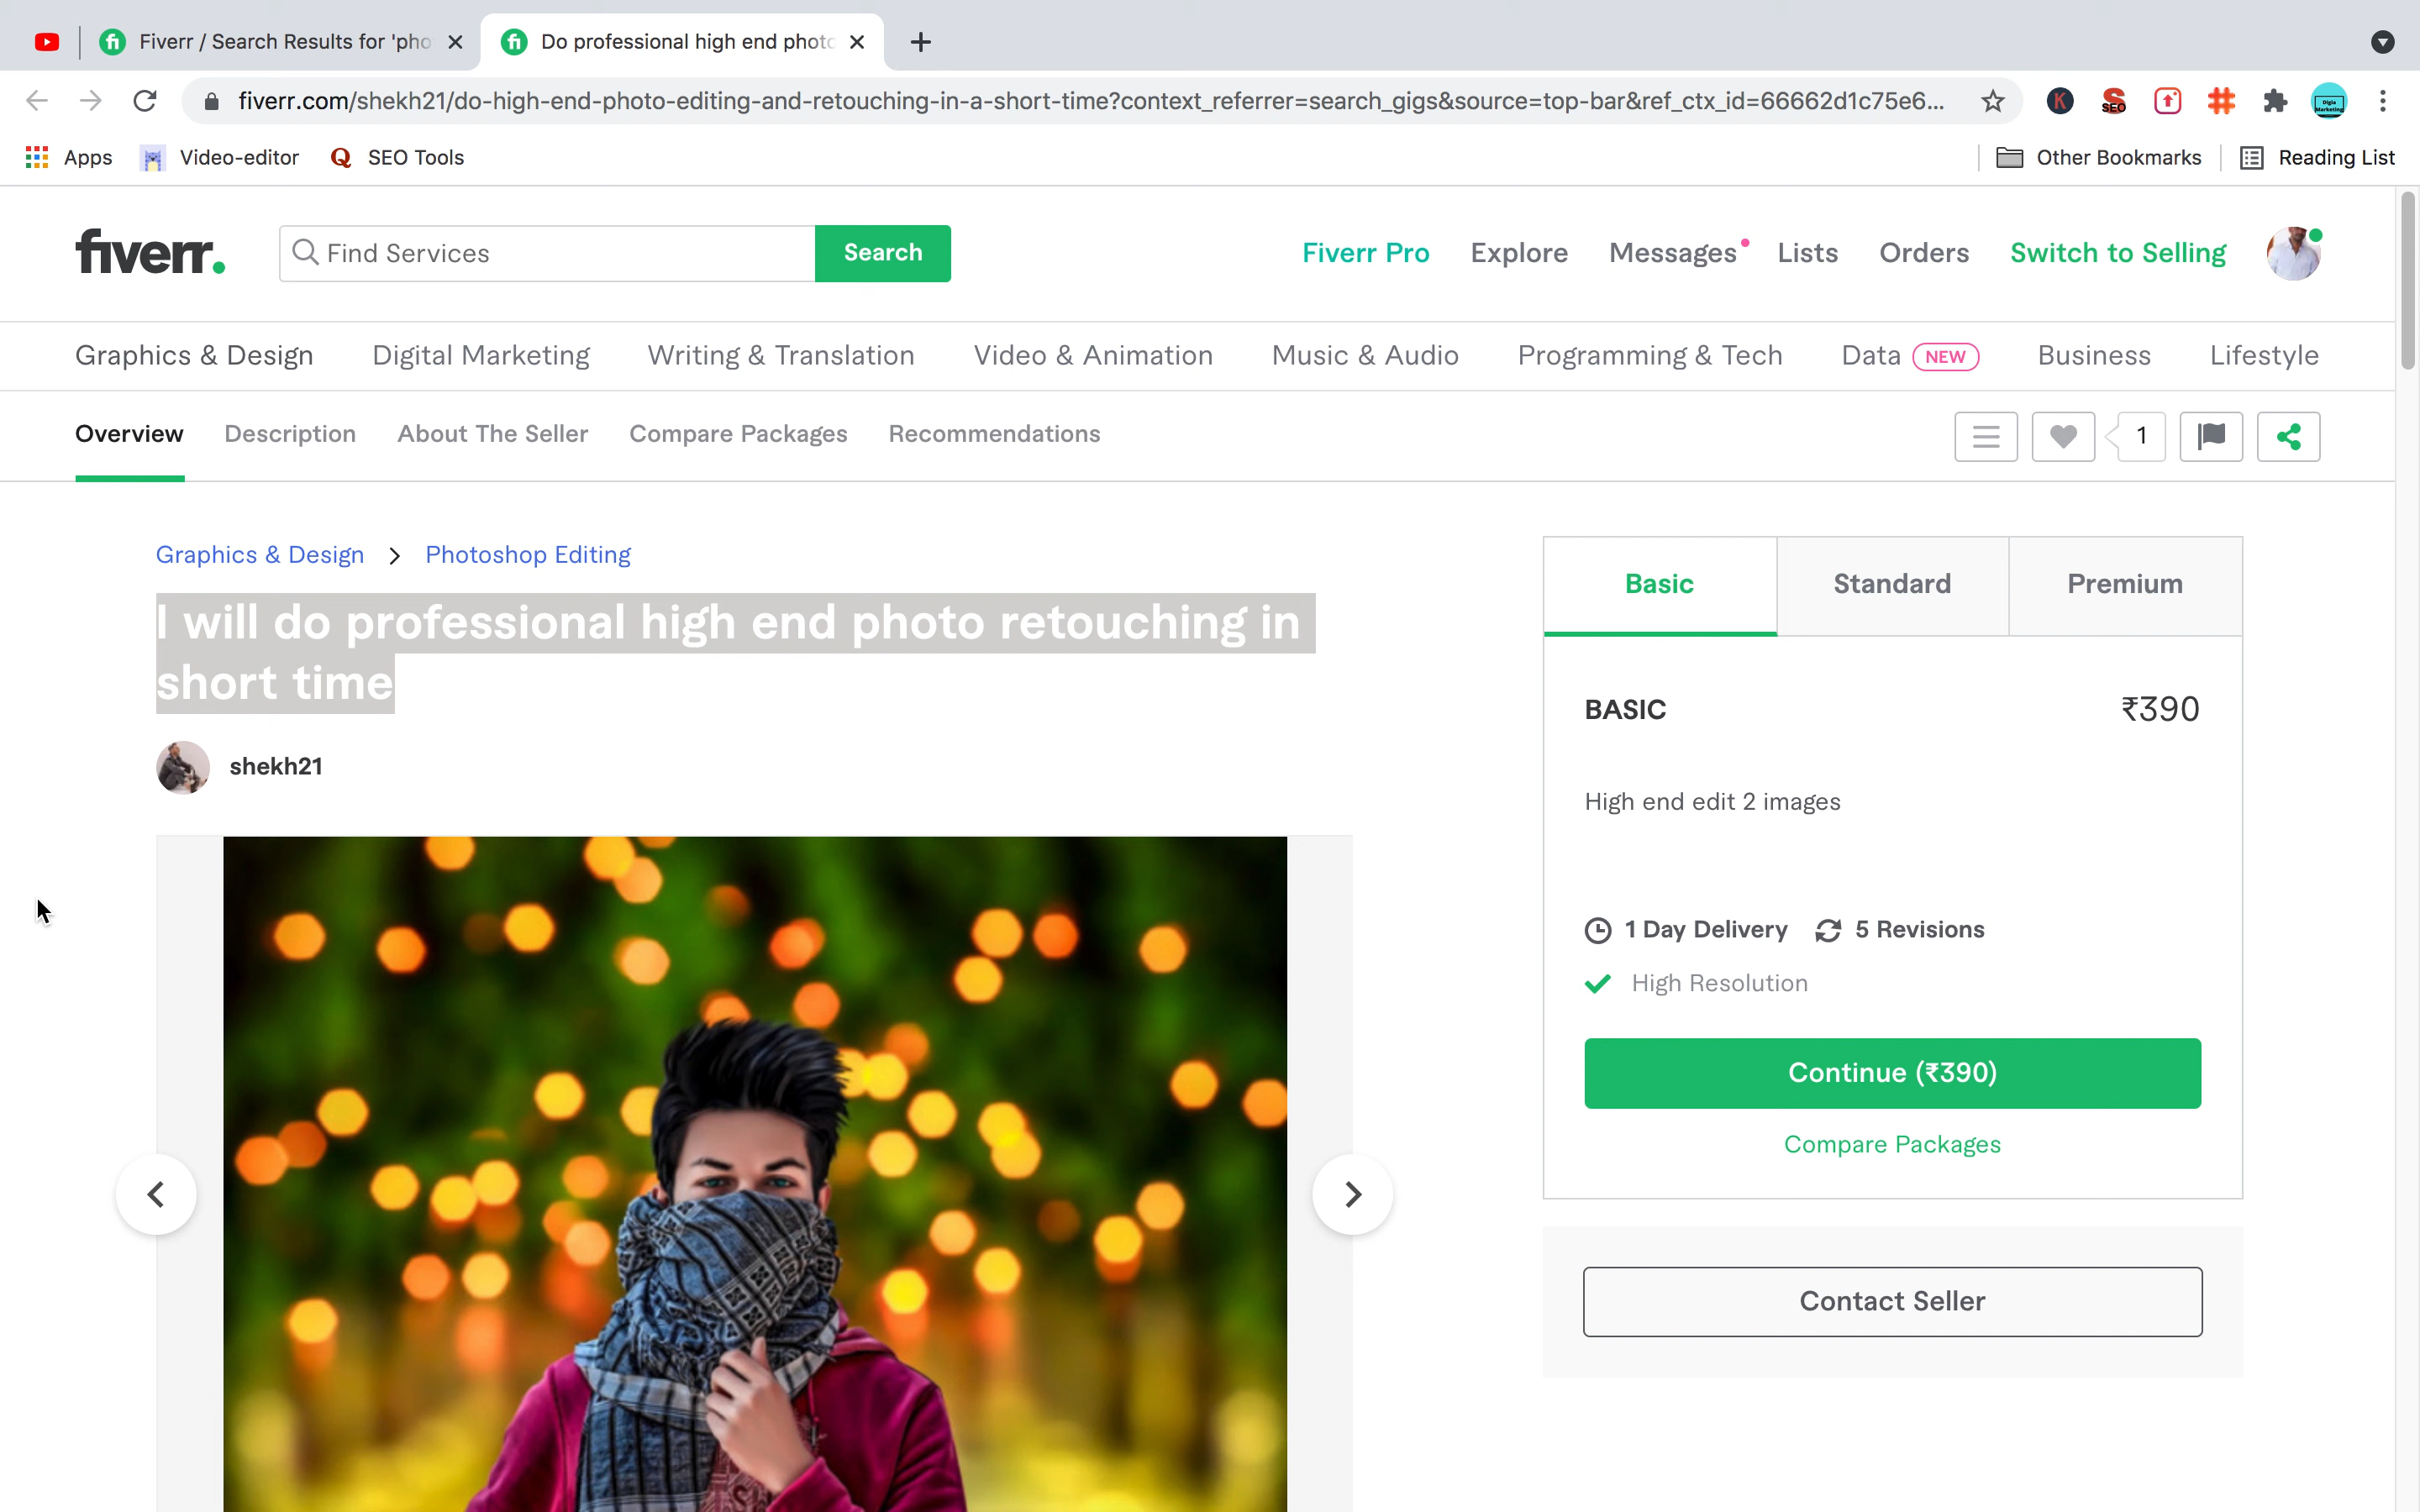 Fiverr / Search Results for 'pho
Do professional high end photo
fiverr.com/shekh21/do-high-end-photo-editing-and-retouching-in-a-short-time?context_referrer=search_gigs&source=top-bar&ref_ctx_id=66662d1c75e6...
K
SEO
Apps
Video-editor
SEO Tools
Other Bookmarks
Reading List
fiverr.
Find Services
Search
Fiverr Pro
Explore
Messages
Lists
Orders
Switch to Selling
Graphics & Design
Digital Marketing
Writing & Translation
Video & Animation
Music & Audio
Programming & Tech
Data NEW
Business
Lifestyle
Overview
Description
About The Seller
Compare Packages
Recommendations
1
Graphics & Design > Photoshop Editing
I will do professional high end photo retouching in
short time
shekh21
Basic
Standard
Premium
BASIC
₹390
High end edit 2 images
1 Day Delivery
5 Revisions
High Resolution
Continue (₹390)
Compare Packages
Contact Seller